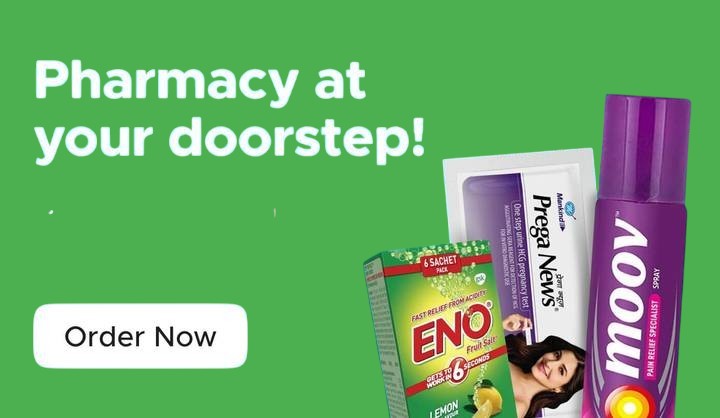 Pharmacy at
your doorstep!
Order Now
6 SACHET
PACK
FAST RELIEF FROM ACIDITY
ENO
Fruit Salt
GETS TO
WORK IN 6 SECONDS
LEMON
Mankind
Prega News
One step urine HCG pregnancy test
moov
SPRAY
PAIN RELIEF SPECIALIST